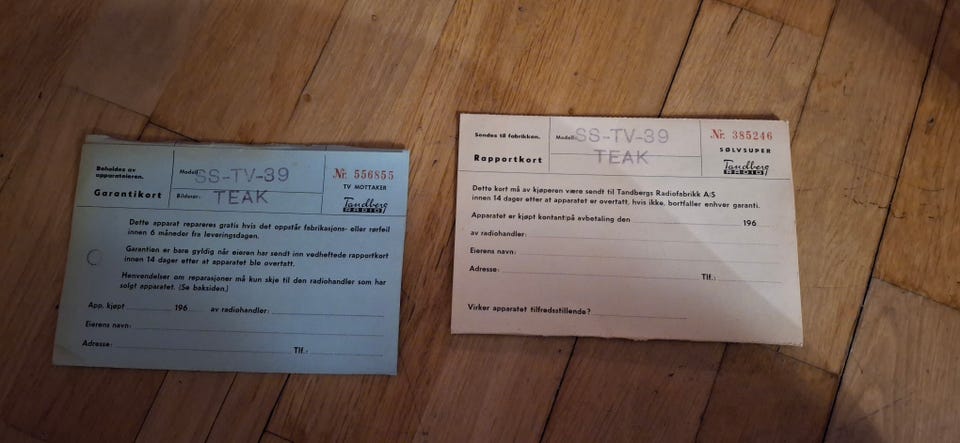 Beholdes av
apparateieren.
Garantikort
Modell:
SS-TV-39
Billedrør:
TEAK
Nr. 556855
TV MOTTAKER
Tandberg
RADIO
Dette apparat repareres gratis hvis det oppstår fabrikasjons- eller rørfeil
innen 6 måneder fra leveringsdagen.
Garantien er bare gyldig når eieren har sendt inn vedheftede rapportkort
innen 14 dager etter at apparatet ble overtatt.
Henvendelser om reparasjoner må kun skje til den radiohandler som har
solgt apparatet. (Se baksiden.)
App. kjøpt 196 av radiohandler:
Eierens navn:
Adresse: Tlf.:
Sendes til fabrikken.
Rapportkort
Modell:
SS-TV-39
TEAK
Nr. 385246
SØLVSUPER
Tandberg
RADIO
Dette kort må av kjøperen være sendt til Tandbergs Radiofabrikk A/S
innen 14 dager etter at apparatet er overtatt, hvis ikke, bortfaller enhver garanti.
Apparatet er kjøpt kontant/på avbetaling den 196
av radiohandler:
Eierens navn:
Adresse: Tlf.:
Virker apparatet tilfredsstillende?